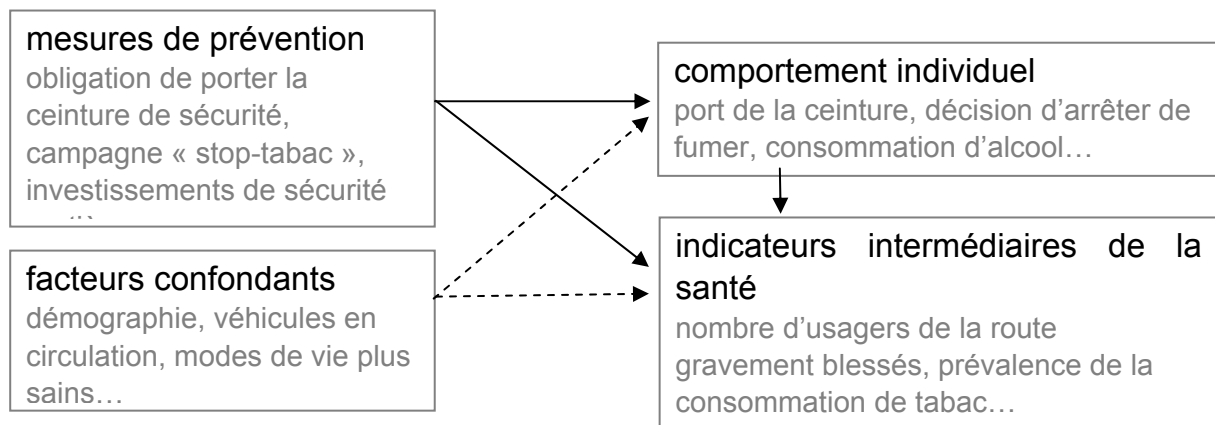 mesures de prévention
obligation de porter la
ceinture de sécurité,
campagne « stop-tabac »,
investissements de sécurité
facteurs confondants
démographie, véhicules en
circulation, modes de vie plus
sains…
comportement individuel
port de la ceinture, décision d’arrêter de
fumer, consommation d’alcool…
indicateurs intermédiaires de la
santé
nombre d’usagers de la route
gravement blessés, prévalence de la
consommation de tabac…